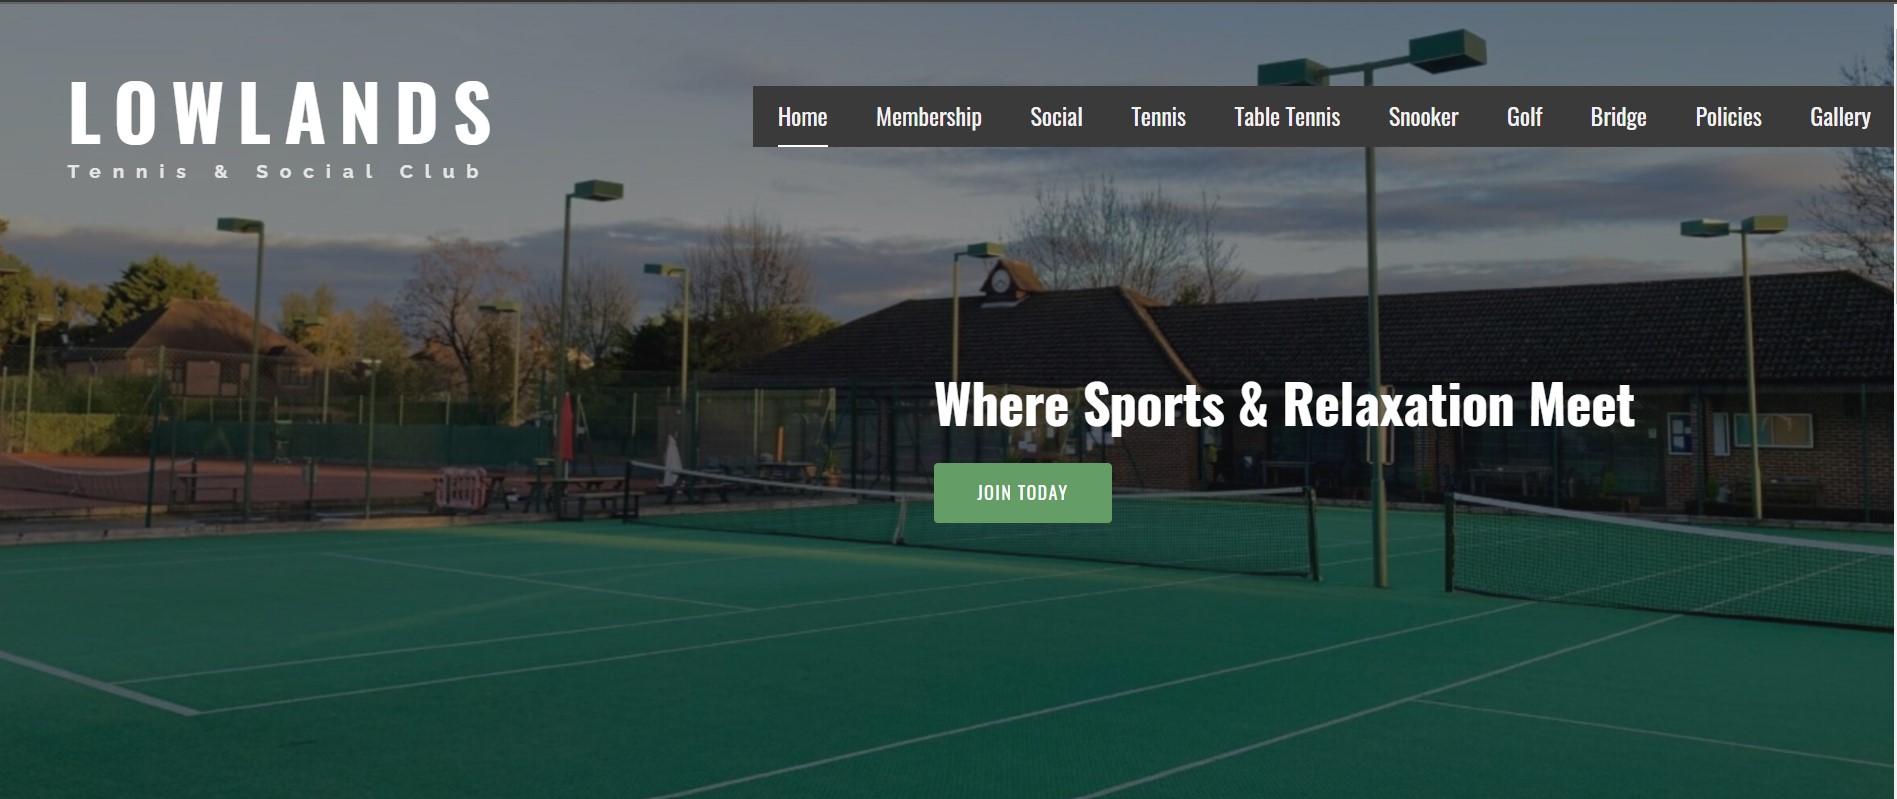 LOWLANDS
Tennis & Social Club
Home Membership Social Tennis Table Tennis Snooker Golf Bridge Policies Gallery
Where Sports & Relaxation Meet
JOIN TODAY